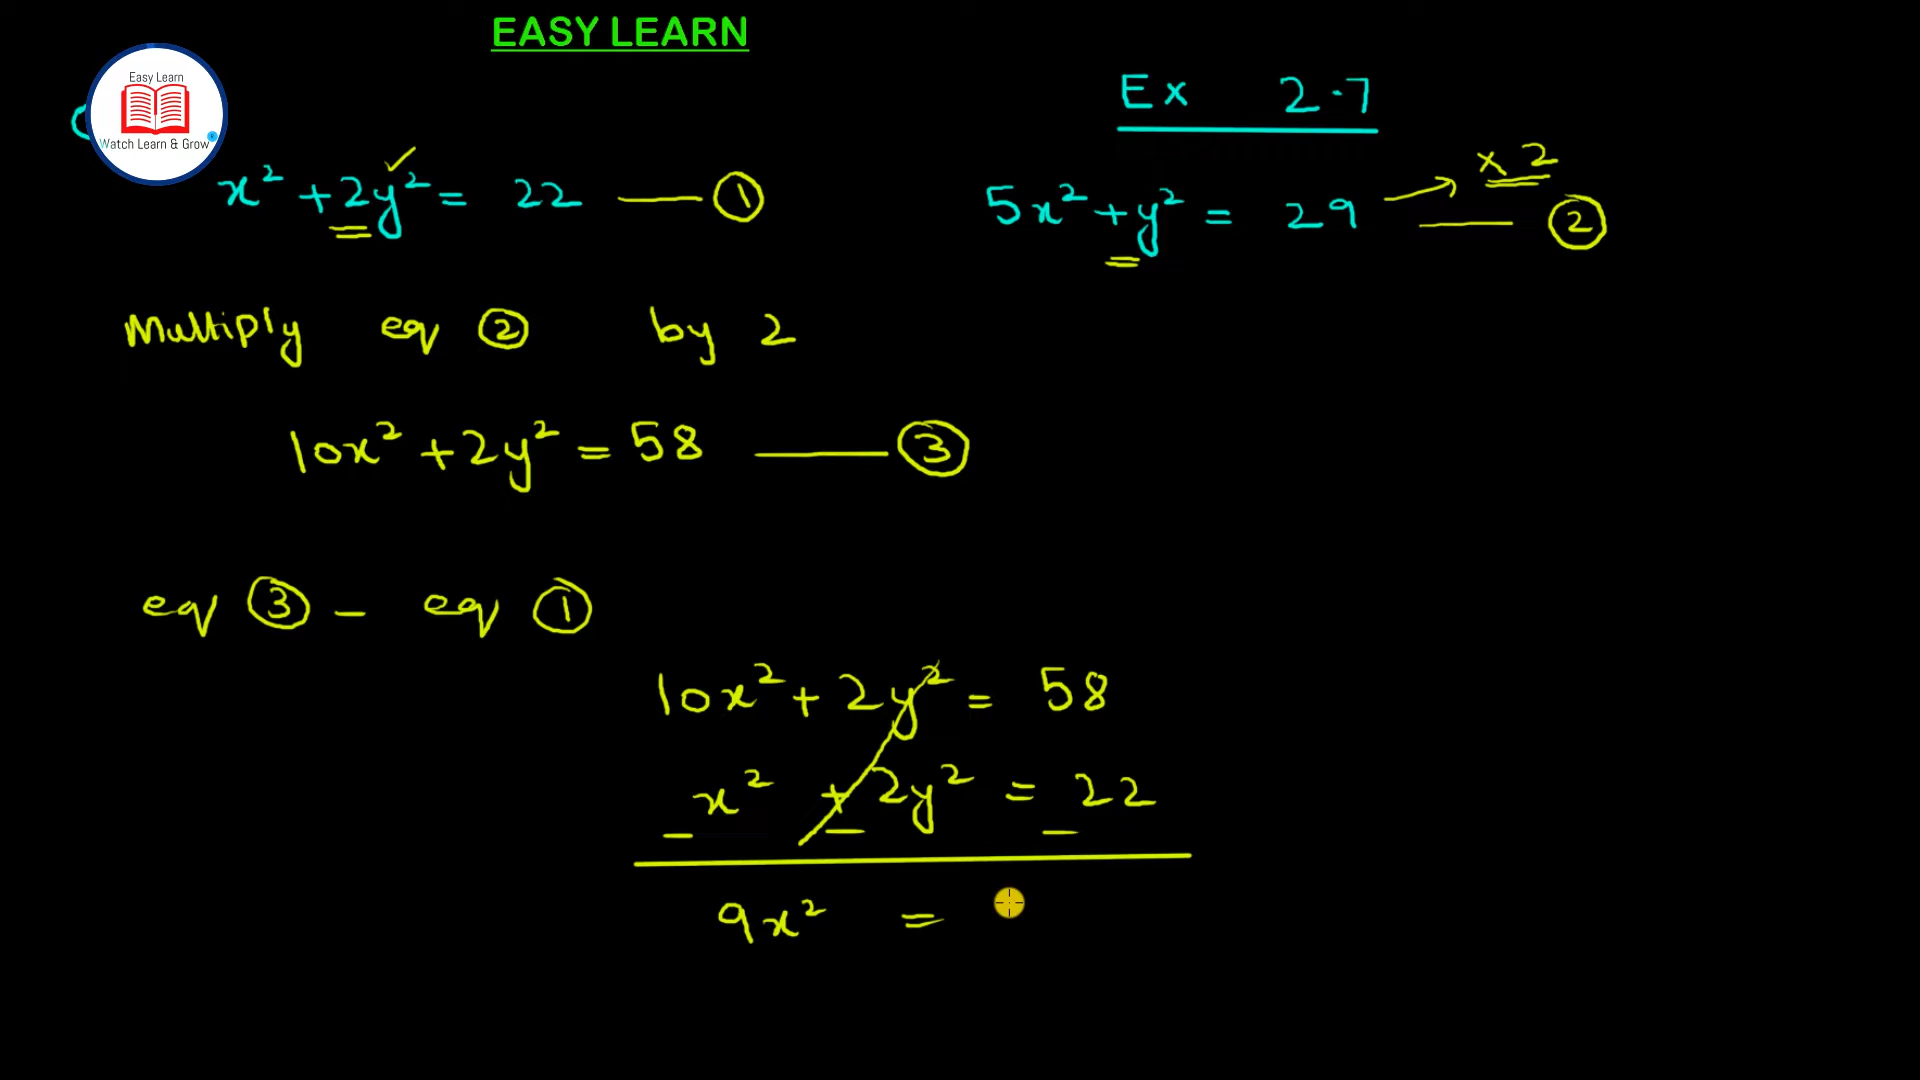 EASY LEARN
Easy Learn
Watch Learn & Grow
Ex 2.7
x² + 2y² = 22 —— ①
5x² + y² = 29 → × 2
—— ②
Multiply eq ② by 2
10x² + 2y² = 58 —— ③
eq ③ - eq ①
10x² + 2y² = 58
x² + 2y² = 22
_ _ _
9x² =